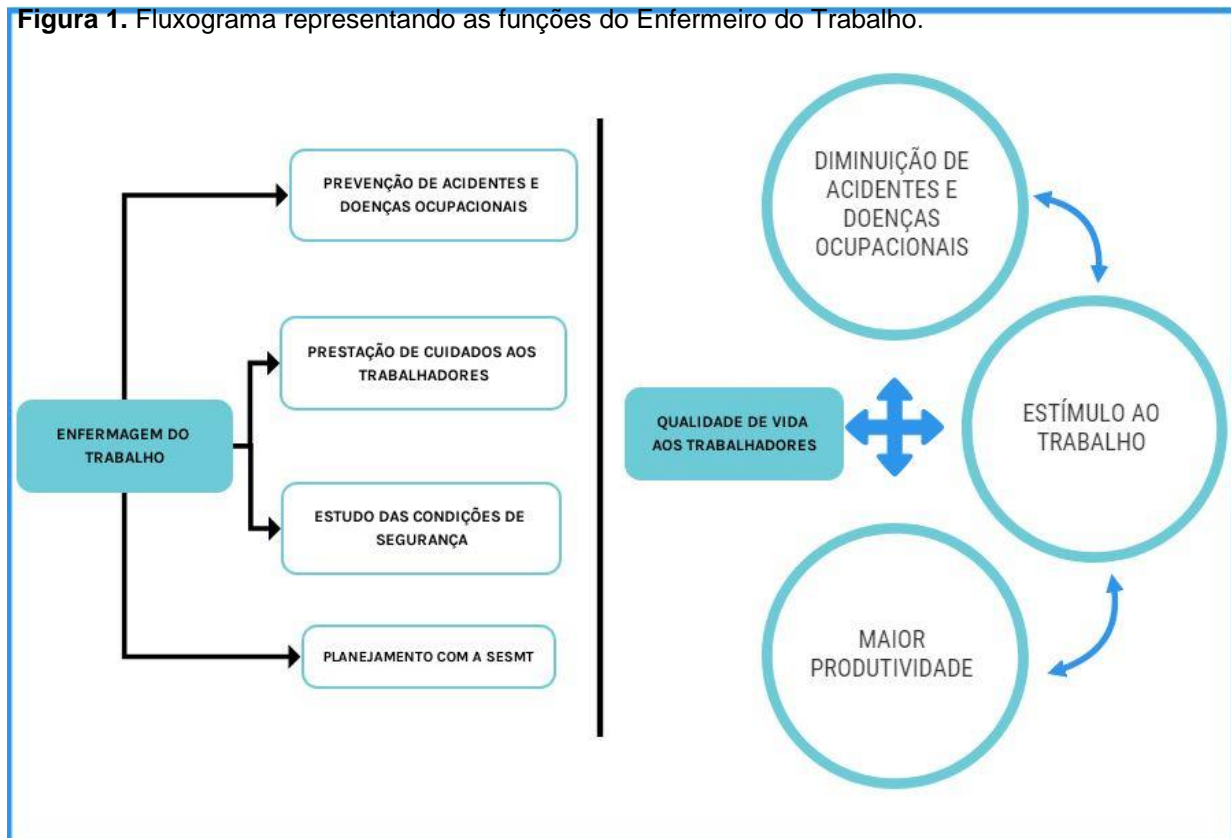 Figura 1. Fluxograma representando as funções do Enfermeiro do Trabalho.
ENFERMAGEM DO
TRABALHO
PREVENÇÃO DE ACIDENTES E
DOENÇAS OCUPACIONAIS
PRESTAÇÃO DE CUIDADOS AOS
TRABALHADORES
ESTUDO DAS CONDIÇÕES DE
SEGURANÇA
PLANEJAMENTO COM A SESMT
QUALIDADE DE VIDA
AOS TRABALHADORES
DIMINUIÇÃO DE
ACIDENTES E
DOENÇAS
OCUPACIONAIS
ESTÍMULO AO
TRABALHO
MAIOR
PRODUTIVIDADE